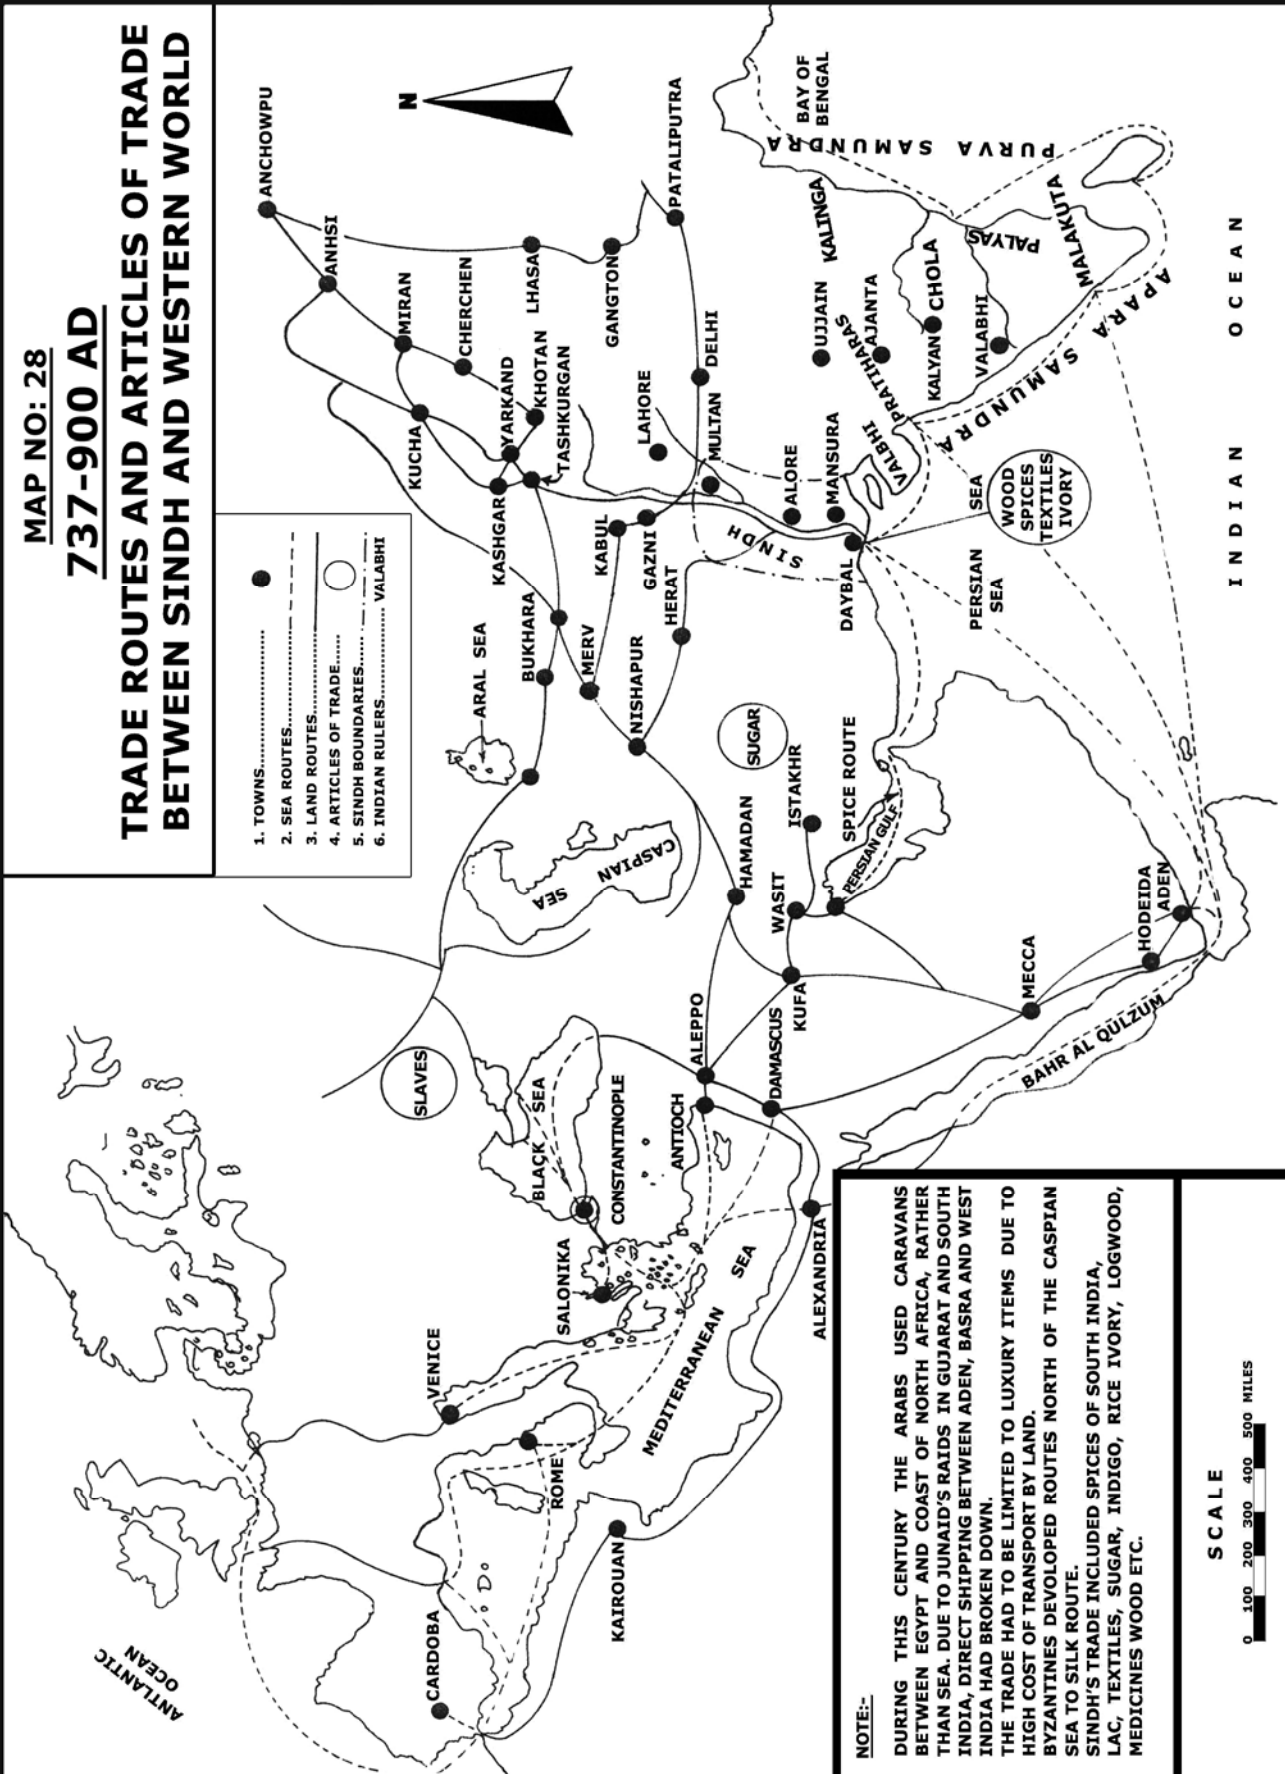 MAP NO: 28
737-900 AD
TRADE ROUTES AND ARTICLES OF TRADE
BETWEEN SINDH AND WESTERN WORLD
1. TOWNS
2. SEA ROUTES
3. LAND ROUTES
4. ARTICLES OF TRADE
5. SINDH BOUNDARIES
6. INDIAN RULERS VALABHI
N
ANTLANTIC
OCEAN
CARDOBA
KAIROUAN
ROME
VENICE
SALONIKA
CONSTANTINOPLE
BLACK SEA
MEDITERRANEAN SEA
ALEXANDRIA
ANTIOCH
ALEPPO
DAMASCUS
SLAVES
CASPIAN
SEA
ARAL SEA
KUFA
WASIT
HAMADAN
ISTAKHR
SUGAR
SPICE ROUTE
PERSIAN GULF
MECCA
HODEIDA
ADEN
BAHR AL QULZUM
NISHAPUR
MERV
BUKHARA
HERAT
GAZNI
KABUL
KASHGAR
TASHKURGAN
YARKAND
KHOTAN
KUCHA
CHERCHEN
MIRAN
ANHSI
ANCHOWPU
LHASA
GANGTON
PATALIPUTRA
DELHI
LAHORE
MULTAN
SINDH
ALORE
MANSURA
DAYBAL
VALBHI
PRATIHARAS
UJJAIN
AJANTA
KALINGA
KALYAN
CHOLA
VALABHI
PALYAS
MALAKUTA
BAY OF
BENGAL
PURVA SAMUNDRA
APARA SAMUNDRA
SEA
PERSIAN
SEA
WOOD
SPICES
TEXTILES
IVORY
INDIAN OCEAN
NOTE:-
DURING THIS CENTURY THE ARABS USED CARAVANS
BETWEEN EGYPT AND COAST OF NORTH AFRICA, RATHER
THAN SEA. DUE TO JUNAID'S RAIDS IN GUJARAT AND SOUTH
INDIA, DIRECT SHIPPING BETWEEN ADEN, BASRA AND WEST
INDIA HAD BROKEN DOWN.
THE TRADE HAD TO BE LIMITED TO LUXURY ITEMS DUE TO
HIGH COST OF TRANSPORT BY LAND.
BYZANTINES DEVOLOPED ROUTES NORTH OF THE CASPIAN
SEA TO SILK ROUTE.
SINDH'S TRADE INCLUDED SPICES OF SOUTH INDIA,
LAC, TEXTILES, SUGAR, INDIGO, RICE IVORY, LOGWOOD,
MEDICINES WOOD ETC.
SCALE
0 100 200 300 400 500 MILES